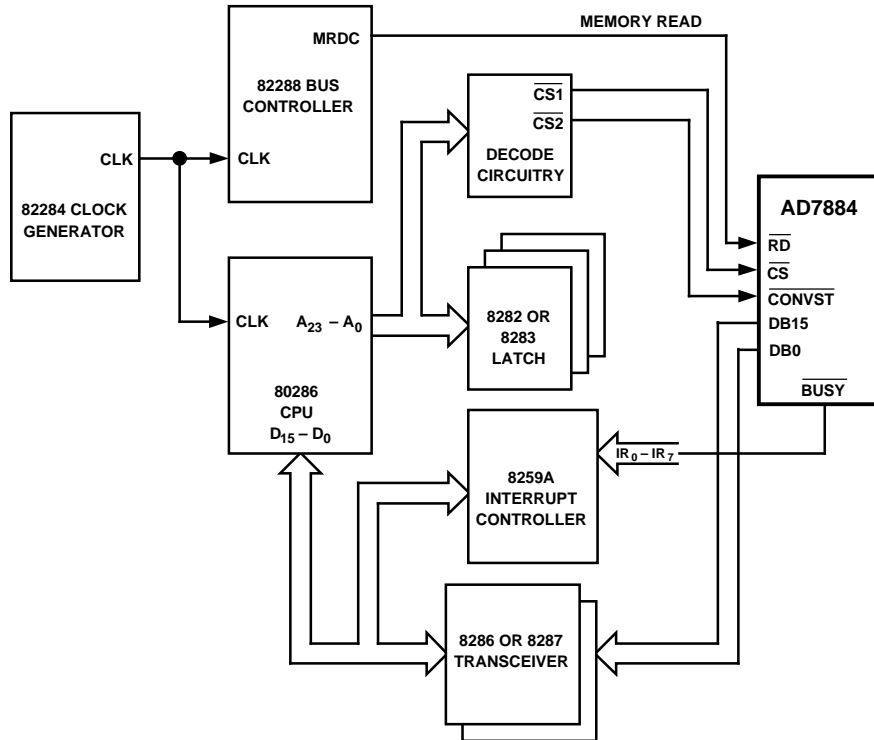 MEMORY READ
MRDC
82288 BUS
CONTROLLER
CLK
CLK
82284 CLOCK
GENERATOR
CS1
CS2
DECODE
CIRCUITRY
AD7884
RD
CS
CONVST
DB15
DB0
BUSY
CLK
A23 – A0
80286
CPU
D15 – D0
8282 OR
8283
LATCH
8259A
INTERRUPT
CONTROLLER
IR0 – IR7
8286 OR 8287
TRANSCEIVER